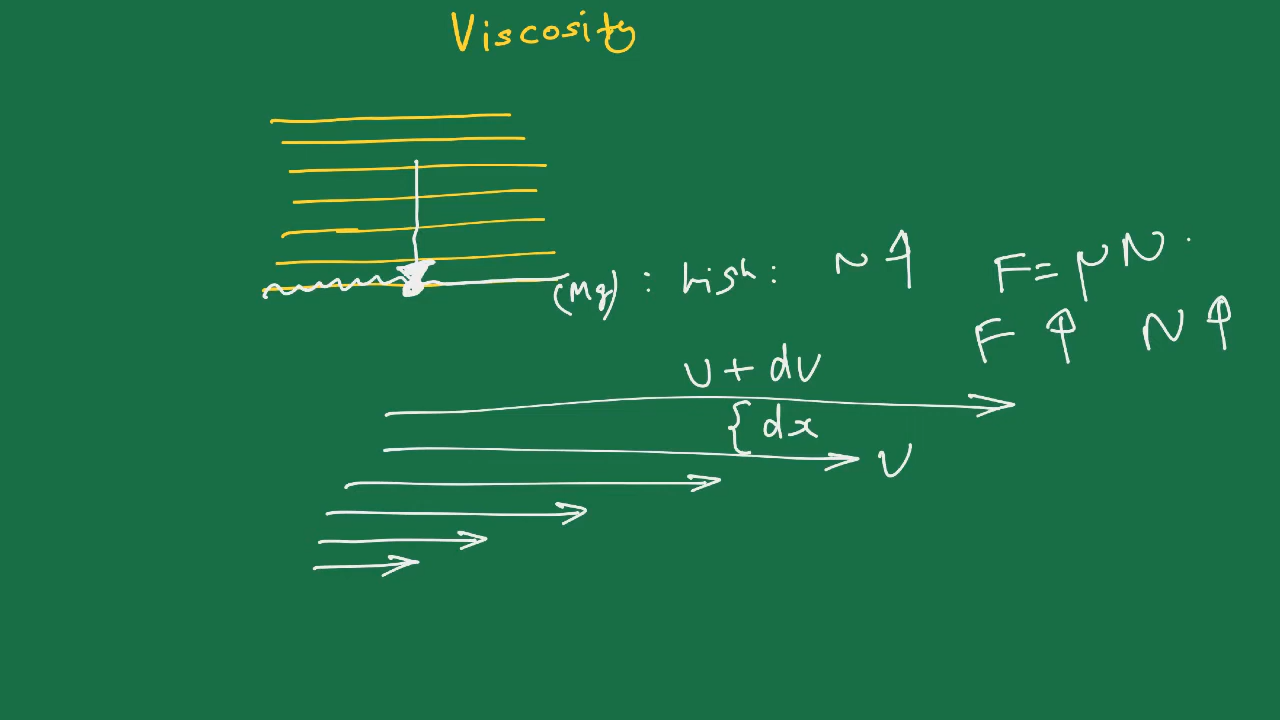 Viscosity
(Mg) : high : N ↑
F = μN
F ↑ N ↑
v + dv
{ dx
v